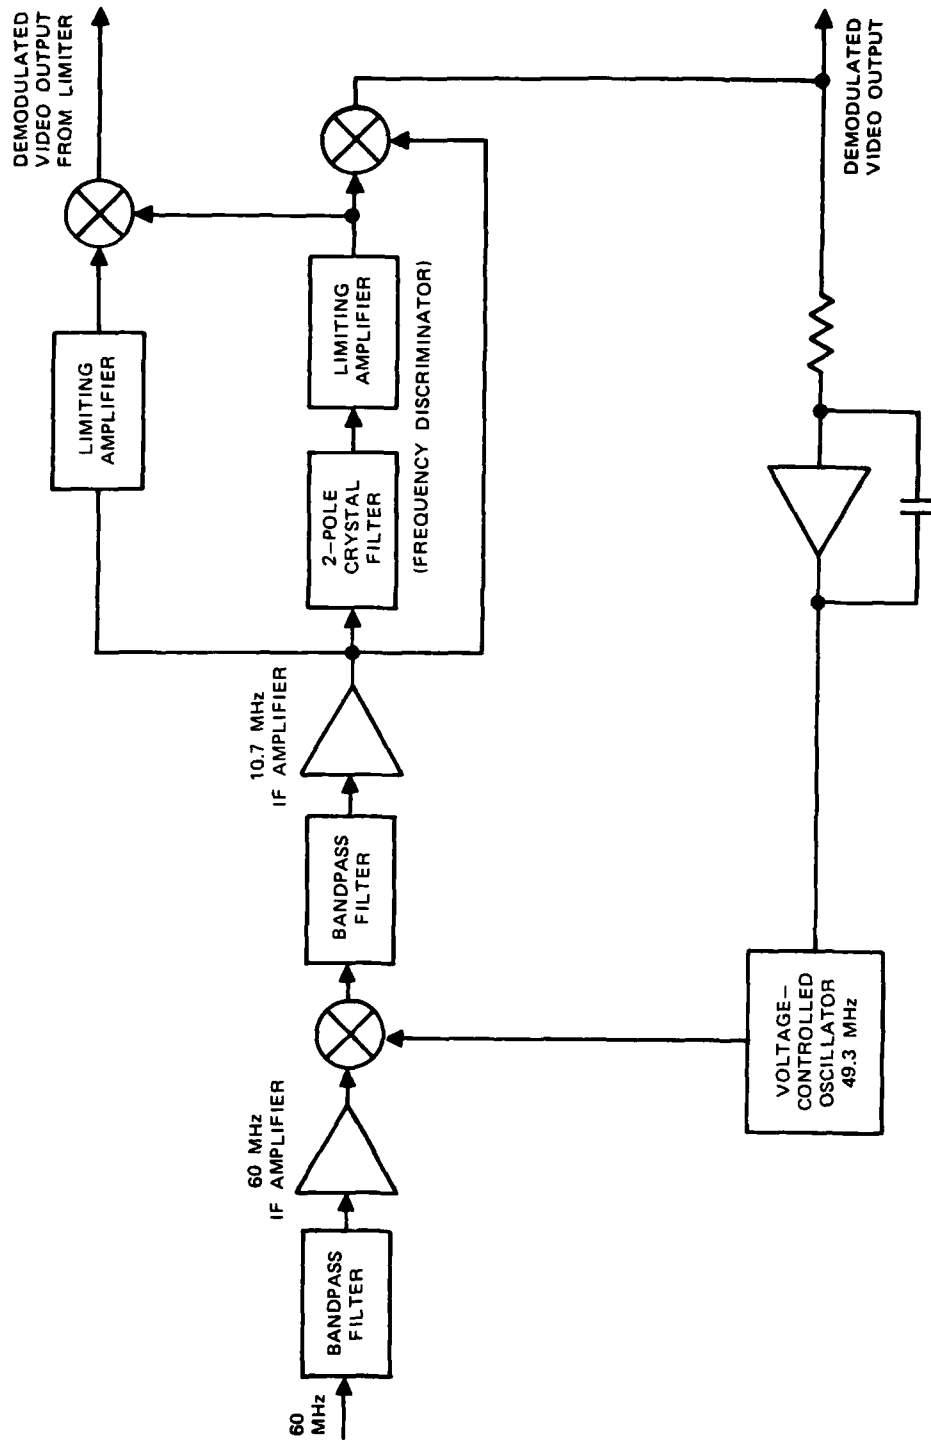 60
MHz
BANDPASS
FILTER
60 MHz
IF AMPLIFIER
BANDPASS
FILTER
10.7 MHz
IF AMPLIFIER
2-POLE
CRYSTAL
FILTER
LIMITING
AMPLIFIER
(FREQUENCY DISCRIMINATOR)
LIMITING
AMPLIFIER
DEMODULATED
VIDEO OUTPUT
FROM LIMITER
DEMODULATED
VIDEO OUTPUT
VOLTAGE-
CONTROLLED
OSCILLATOR
49.3 MHz